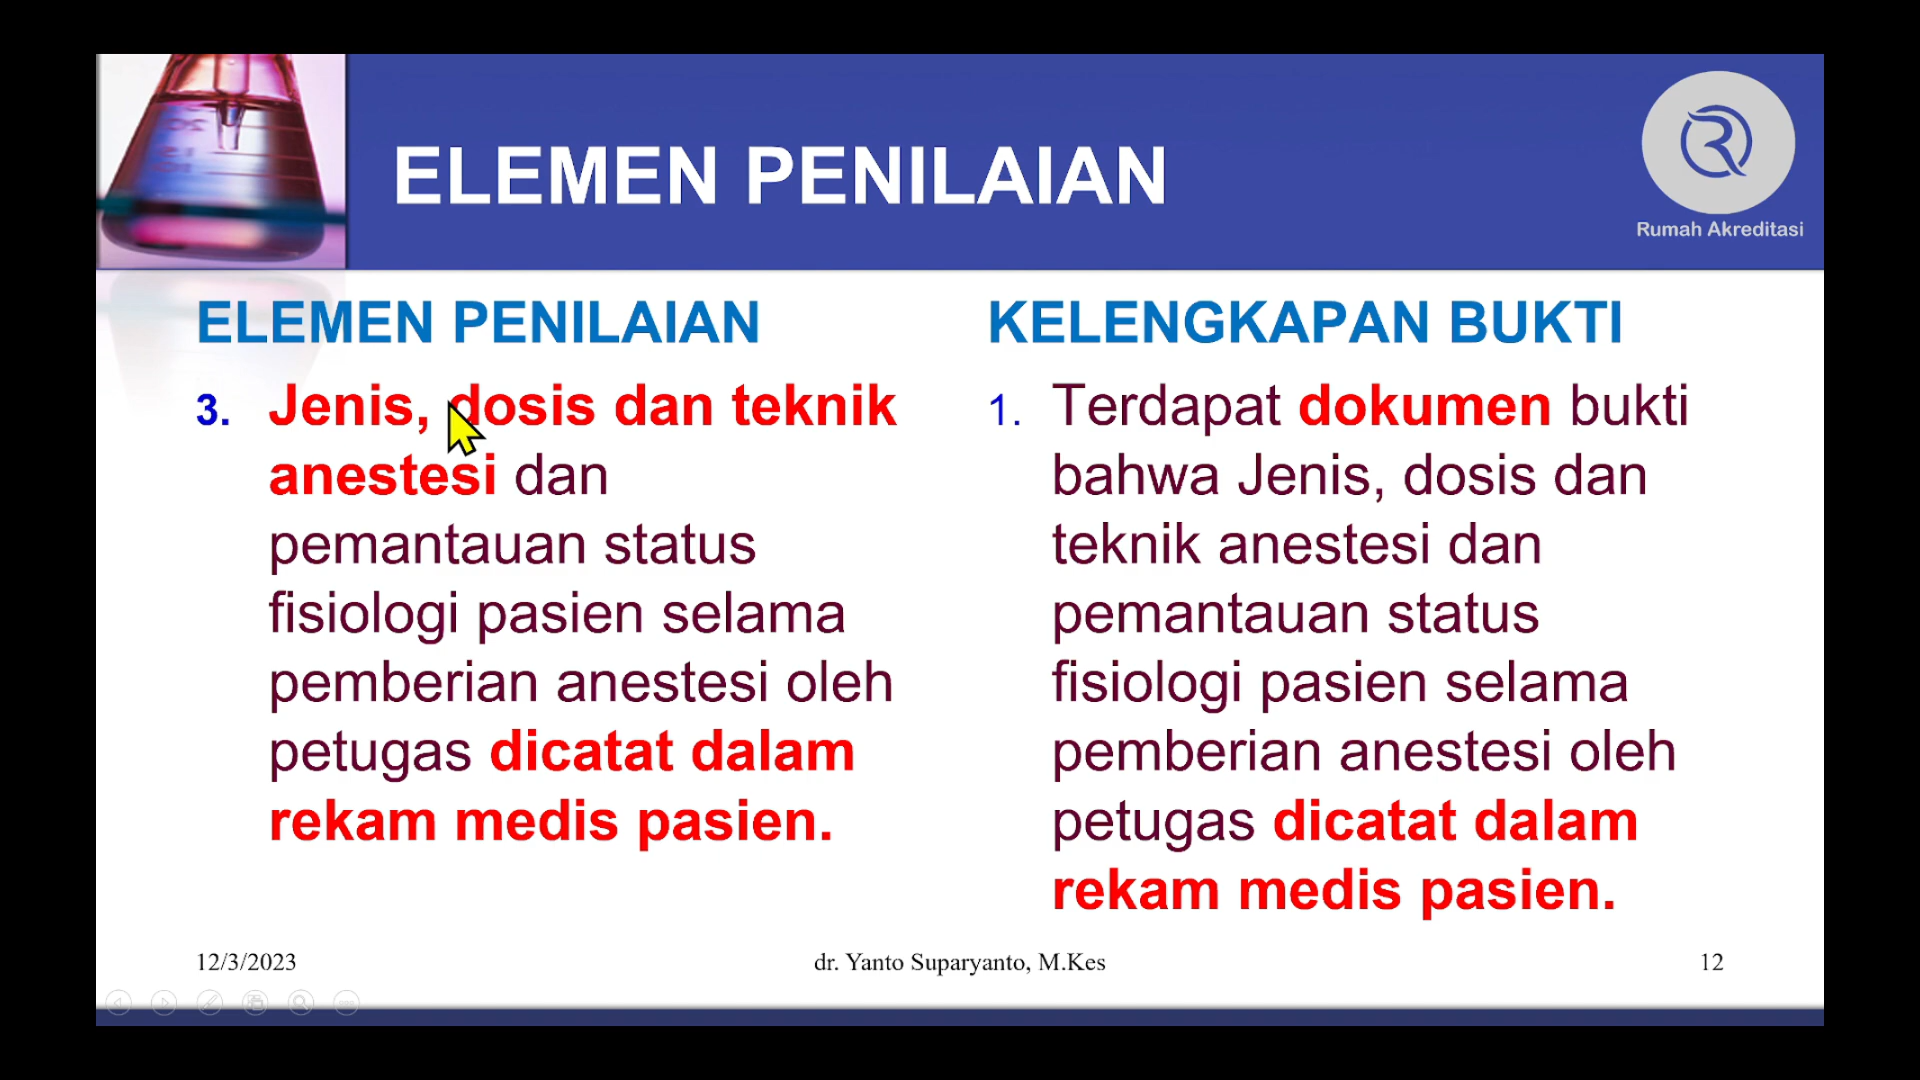 ELEMEN PENILAIAN
Rumah Akreditasi
ELEMEN PENILAIAN
3. Jenis, dosis dan teknik
anestesi dan
pemantauan status
fisiologi pasien selama
pemberian anestesi oleh
petugas dicatat dalam
rekam medis pasien.
KELENGKAPAN BUKTI
1. Terdapat dokumen bukti
bahwa Jenis, dosis dan
teknik anestesi dan
pemantauan status
fisiologi pasien selama
pemberian anestesi oleh
petugas dicatat dalam
rekam medis pasien.
12/3/2023
dr. Yanto Suparyanto, M.Kes
12